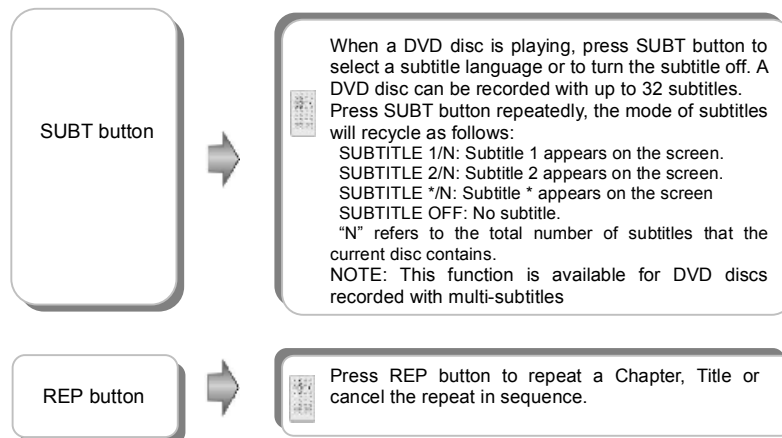 SUBT button
When a DVD disc is playing, press SUBT button to
select a subtitle language or to turn the subtitle off. A
DVD disc can be recorded with up to 32 subtitles.
Press SUBT button repeatedly, the mode of subtitles
will recycle as follows:
SUBTITLE 1/N: Subtitle 1 appears on the screen.
SUBTITLE 2/N: Subtitle 2 appears on the screen.
SUBTITLE */N: Subtitle * appears on the screen
SUBTITLE OFF: No subtitle.
“N” refers to the total number of subtitles that the
current disc contains.
NOTE: This function is available for DVD discs
recorded with multi-subtitles
REP button
Press REP button to repeat a Chapter, Title or
cancel the repeat in sequence.